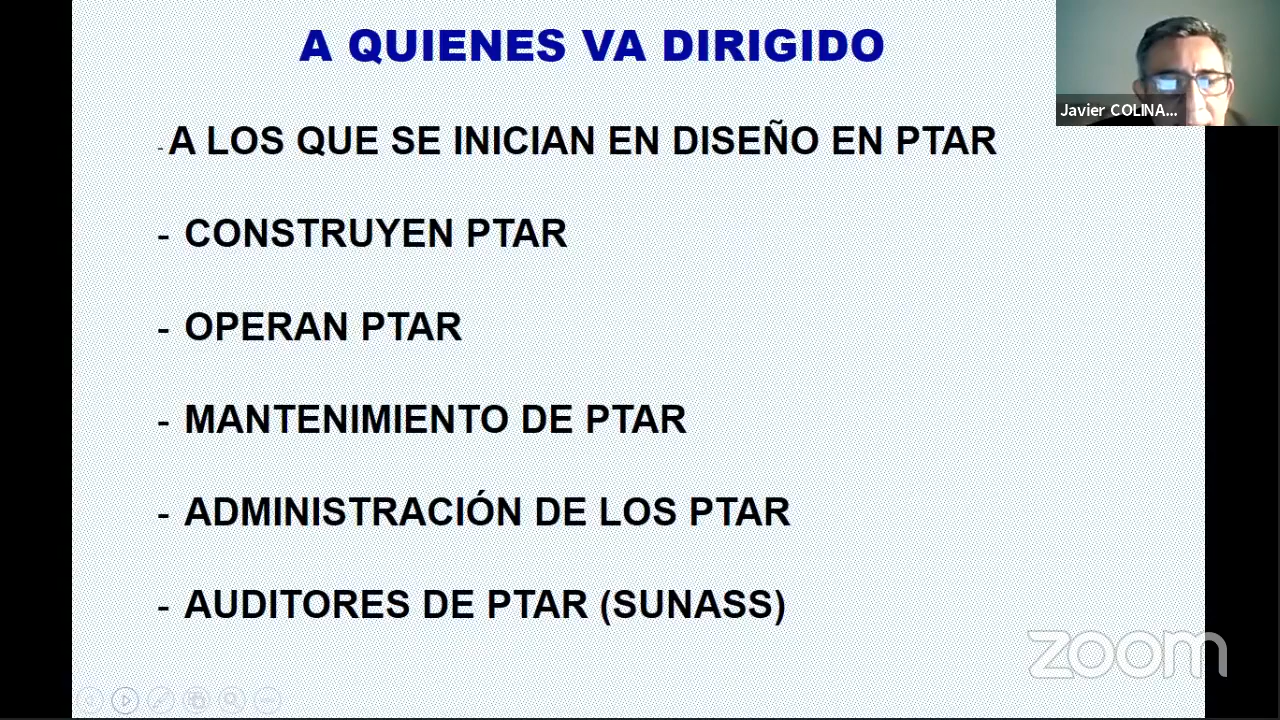 A QUIENES VA DIRIGIDO
Javier COLINA...
- A LOS QUE SE INICIAN EN DISEÑO EN PTAR
- CONSTRUYEN PTAR
- OPERAN PTAR
- MANTENIMIENTO DE PTAR
- ADMINISTRACIÓN DE LOS PTAR
- AUDITORES DE PTAR (SUNASS)
zoom